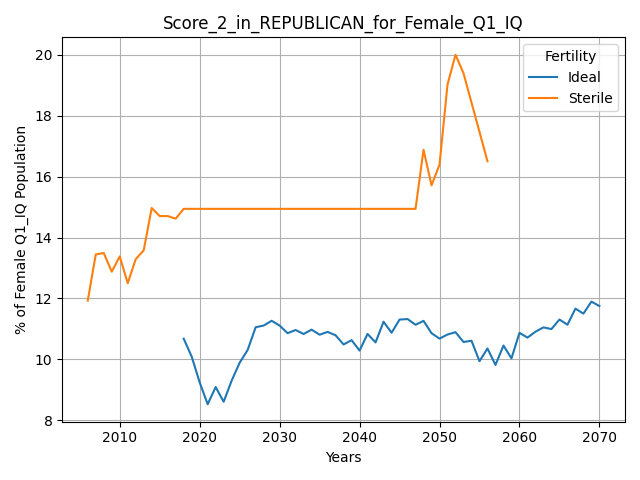 Score_2_in_REPUBLICAN_for_Female_Q1_IQ
Fertility
Ideal
Sterile
% of Female Q1_IQ Population
20
18
16
14
12
10
8
2010 2020 2030 2040 2050 2060 2070
Years